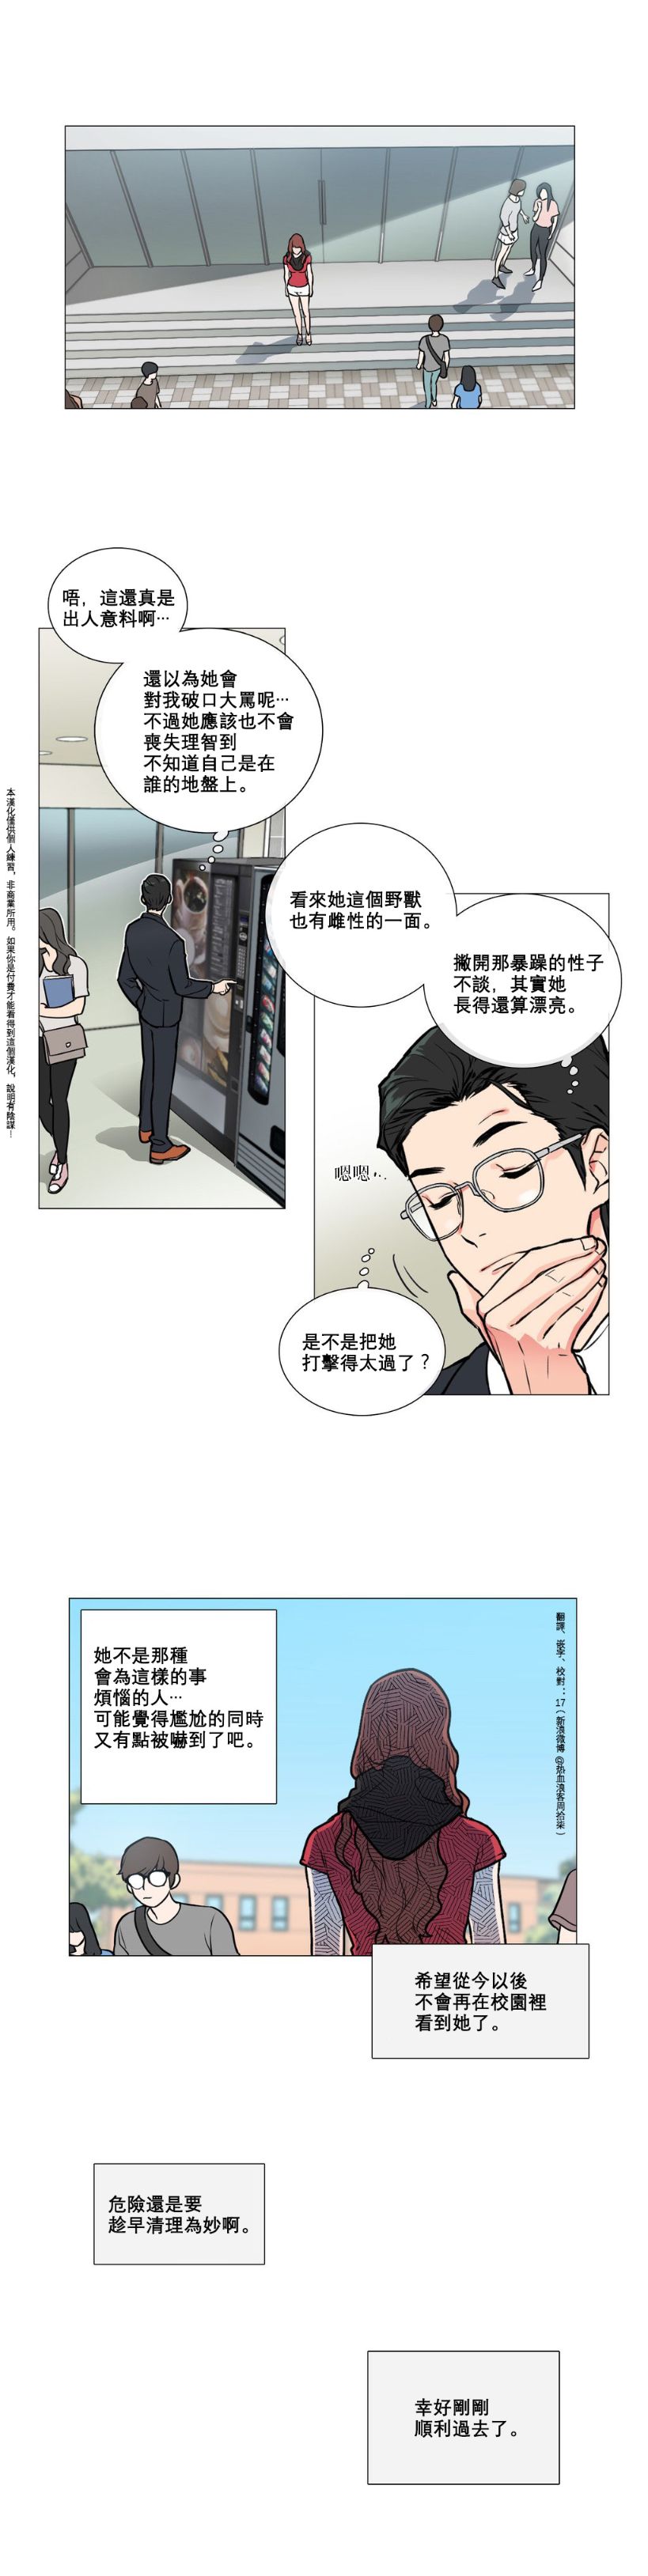 唔，這還真是
出人意料啊…
還以為她會
對我破口大罵呢…
不過她應該也不會
喪失理智到
不知道自己是在
誰的地盤上。
看來她這個野獸
也有雌性的一面。
撇開那暴躁的性子
不談，其實她
長得還算漂亮。
嗯嗯...
是不是把她
打擊得太過了？
本漢化僅供個人練習，非商業所用。如果你是付費才能看得到這個漢化，說明有陰謀！
她不是那種
會為這樣的事
煩惱的人…
可能覺得尷尬的同時
又有點被嚇到了吧。
翻譯、嵌字、校對：17（新浪微博@热血浪客周拾柒）
希望從今以後
不會再在校園裡
看到她了。
危險還是要
趁早清理為妙啊。
幸好剛剛
順利過去了。